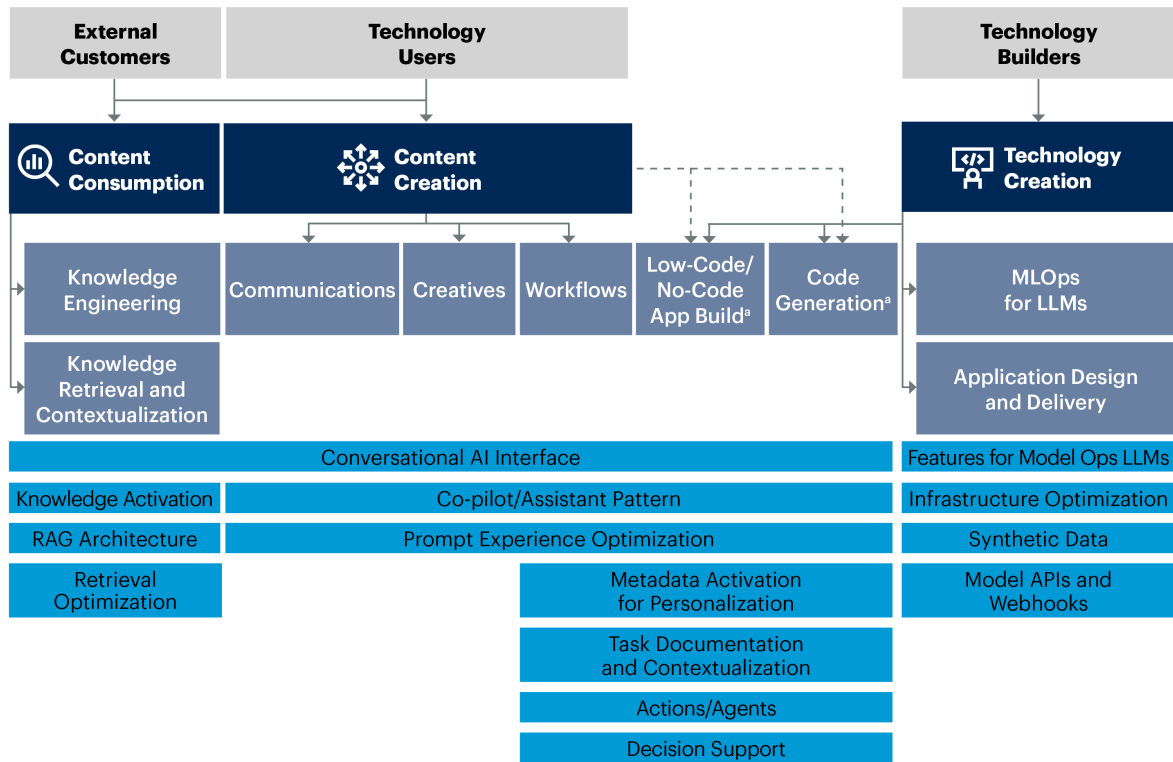 External
Customers
Technology
Users
Technology
Builders
Content
Consumption
Content
Creation
Technology
Creation
Knowledge
Engineering
Communications
Creatives
Workflows
Low-Code/
No-Code
App Buildᵃ
Code
Generationᵃ
MLOps
for LLMs
Knowledge
Retrieval and
Contextualization
Application Design
and Delivery
Conversational AI Interface
Features for Model Ops LLMs
Knowledge Activation
Co-pilot/Assistant Pattern
Infrastructure Optimization
RAG Architecture
Prompt Experience Optimization
Synthetic Data
Retrieval
Optimization
Metadata Activation
for Personalization
Model APIs and
Webhooks
Task Documentation
and Contextualization
Actions/Agents
Decision Support